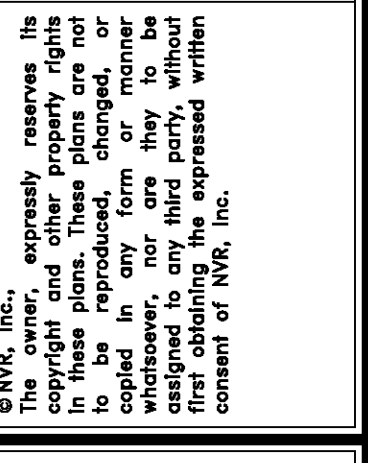 © NVR, Inc.,
The owner, expressly reserves its
copyright and other property rights
in these plans. These plans are not
to be reproduced, changed, or
copied in any form or manner
whatsoever, nor are they to be
assigned to any third party, without
first obtaining the expressed written
consent of NVR, Inc.